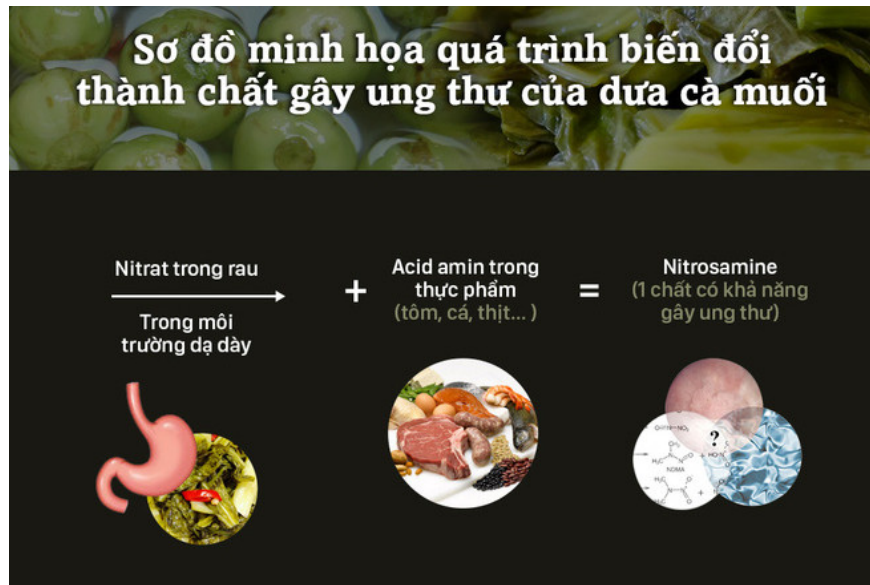 Sơ đồ minh họa quá trình biến đổi
thành chất gây ung thư của dưa cà muối
Nitrat trong rau
Trong môi
trường dạ dày
+
Acid amin trong
thực phẩm
(tôm, cá, thịt... )
=
Nitrosamine
(1 chất có khả năng
gây ung thư)
?
NDMA